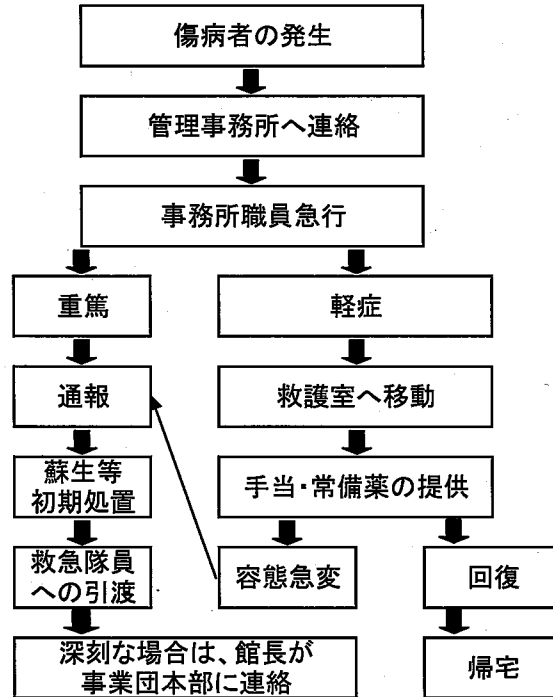 傷病者の発生
管理事務所へ連絡
事務所職員急行
重篤
軽症
通報
救護室へ移動
蘇生等
初期処置
手当・常備薬の提供
救急隊員
への引渡
容態急変
回復
深刻な場合は、館長が
事業団本部に連絡
帰宅